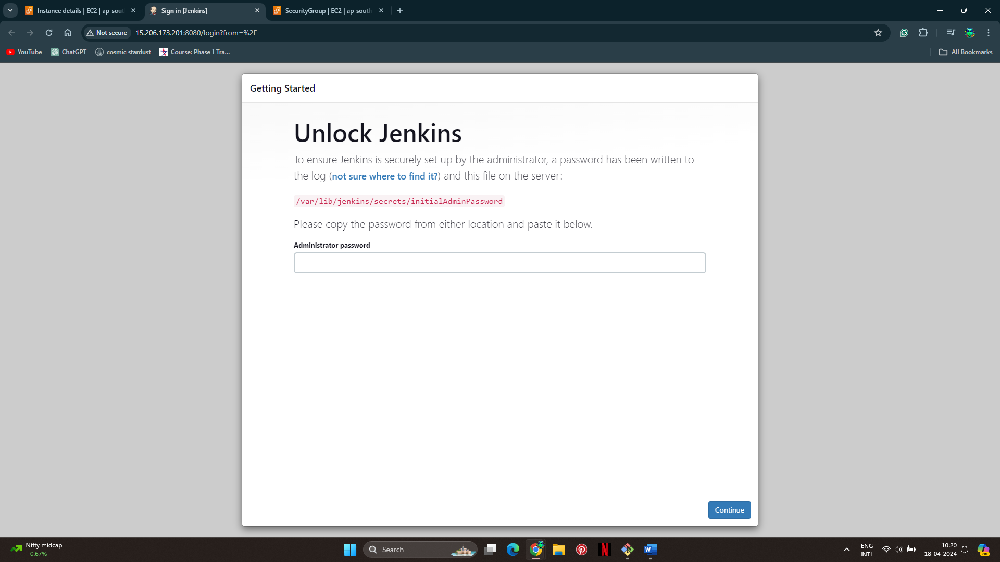 Instance details | EC2 | ap-sout
Sign in [Jenkins]
SecurityGroup | EC2 | ap-south
Not secure
15.206.173.201:8080/login?from=%2F
YouTube
ChatGPT
cosmic stardust
Course: Phase 1 Tra...
All Bookmarks
Getting Started
Unlock Jenkins
To ensure Jenkins is securely set up by the administrator, a password has been written to
the log (not sure where to find it?) and this file on the server:
/var/lib/jenkins/secrets/initialAdminPassword
Please copy the password from either location and paste it below.
Administrator password
Continue
Nifty midcap
+0.67%
Search
ENG
INTL
10:20
18-04-2024
PRE